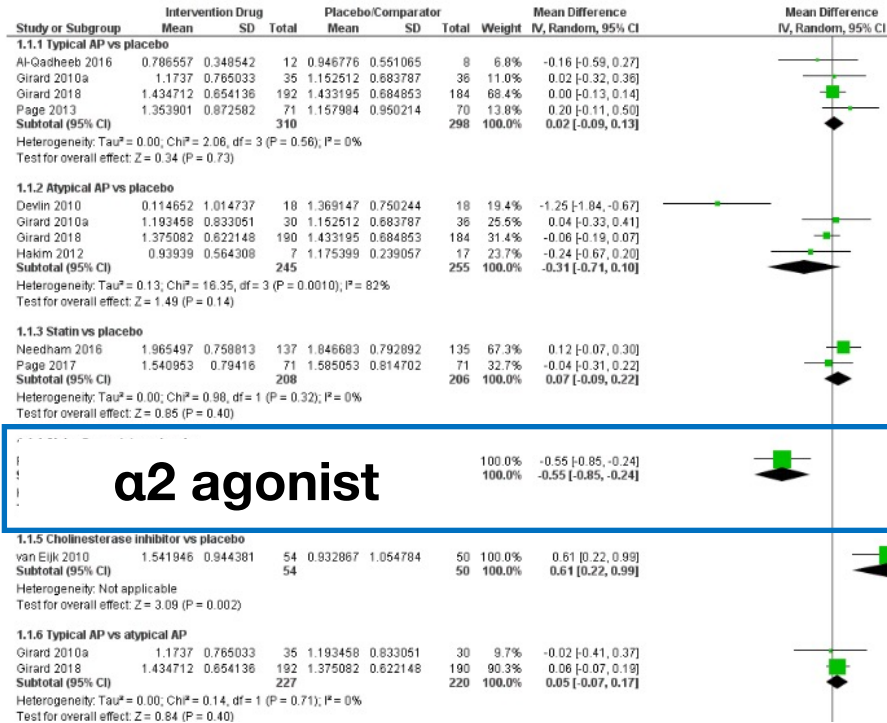 Intervention Drug Placebo/Comparator Mean Difference Mean Difference
Study or Subgroup Mean SD Total Mean SD Total Weight IV, Random, 95% CI IV, Random, 95% CI
1.1.1 Typical AP vs placebo
Al-Qadheeb 2016 0.786557 0.348542 12 0.946776 0.551065 8 6.8% -0.16 [-0.59, 0.27]
Girard 2010a 1.1737 0.765033 35 1.152512 0.683787 36 11.0% 0.02 [-0.32, 0.36]
Girard 2018 1.434712 0.654136 192 1.433195 0.684853 184 68.4% 0.00 [-0.13, 0.14]
Page 2013 1.353901 0.872582 71 1.157984 0.950214 70 13.8% 0.20 [-0.11, 0.50]
Subtotal (95% CI) 310 298 100.0% 0.02 [-0.09, 0.13]
Heterogeneity: Tau² = 0.00; Chi² = 2.06, df = 3 (P = 0.56); I² = 0%
Test for overall effect: Z = 0.34 (P = 0.73)
1.1.2 Atypical AP vs placebo
Devlin 2010 0.114652 1.014737 18 1.369147 0.750244 18 19.4% -1.25 [-1.84, -0.67]
Girard 2010a 1.193458 0.833051 30 1.152512 0.683787 36 25.5% 0.04 [-0.33, 0.41]
Girard 2018 1.375082 0.622148 190 1.433195 0.684853 184 31.4% -0.06 [-0.19, 0.07]
Hakim 2012 0.93939 0.564308 7 1.175399 0.239057 17 23.7% -0.24 [-0.67, 0.20]
Subtotal (95% CI) 245 255 100.0% -0.31 [-0.71, 0.10]
Heterogeneity: Tau² = 0.13; Chi² = 16.35, df = 3 (P = 0.0010); I² = 82%
Test for overall effect: Z = 1.49 (P = 0.14)
1.1.3 Statin vs placebo
Needham 2016 1.965497 0.758813 137 1.846683 0.792892 135 67.3% 0.12 [-0.07, 0.30]
Page 2017 1.540953 0.79416 71 1.585053 0.814702 71 32.7% -0.04 [-0.31, 0.22]
Subtotal (95% CI) 208 206 100.0% 0.07 [-0.09, 0.22]
Heterogeneity: Tau² = 0.00; Chi² = 0.98, df = 1 (P = 0.32); I² = 0%
Test for overall effect: Z = 0.85 (P = 0.40)
α2 agonist
100.0% -0.55 [-0.85, -0.24]
100.0% -0.55 [-0.85, -0.24]
1.1.5 Cholinesterase inhibitor vs placebo
van Eijk 2010 1.541946 0.944381 54 0.932867 1.054784 50 100.0% 0.61 [0.22, 0.99]
Subtotal (95% CI) 54 50 100.0% 0.61 [0.22, 0.99]
Heterogeneity: Not applicable
Test for overall effect: Z = 3.09 (P = 0.002)
1.1.6 Typical AP vs atypical AP
Girard 2010a 1.1737 0.765033 35 1.193458 0.833051 30 9.7% -0.02 [-0.41, 0.37]
Girard 2018 1.434712 0.654136 192 1.375082 0.622148 190 90.3% 0.06 [-0.07, 0.19]
Subtotal (95% CI) 227 220 100.0% 0.05 [-0.07, 0.17]
Heterogeneity: Tau² = 0.00; Chi² = 0.14, df = 1 (P = 0.71); I² = 0%
Test for overall effect: Z = 0.84 (P = 0.40)